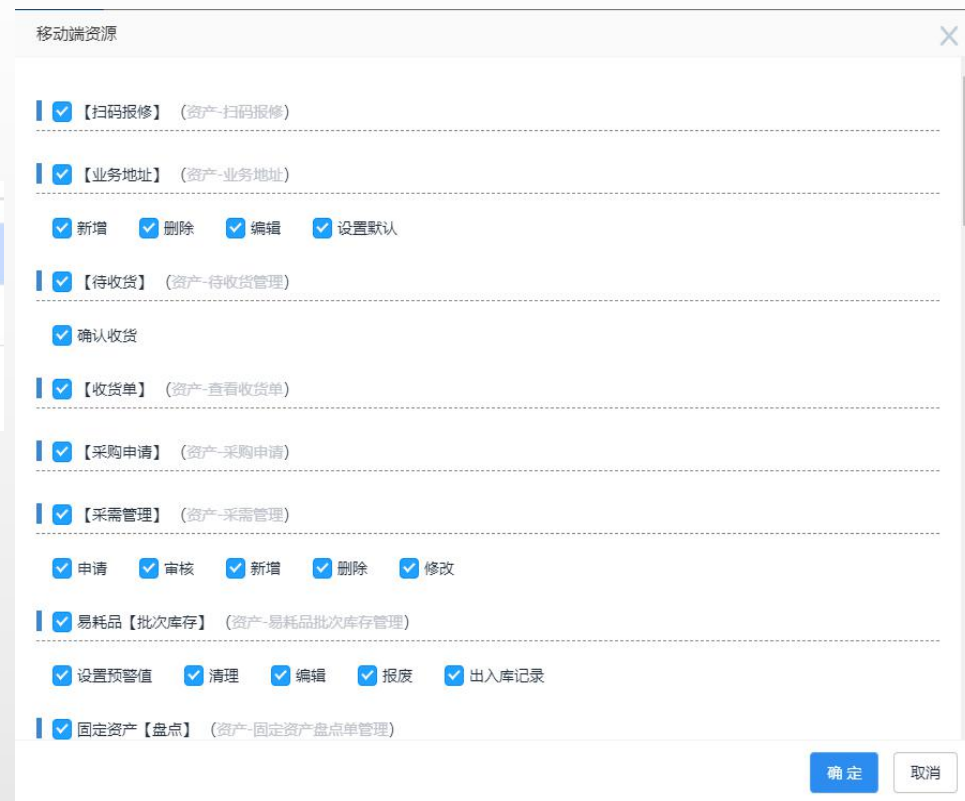 移动端资源
【扫码报修】 (资产-扫码报修)
【业务地址】 (资产-业务地址)
新增 删除 编辑 设置默认
【待收货】 (资产-待收货管理)
确认收货
【收货单】 (资产-查看收货单)
【采购申请】 (资产-采购申请)
【采需管理】 (资产-采需管理)
申请 审核 新增 删除 修改
易耗品【批次库存】 (资产-易耗品批次库存管理)
设置预警值 清理 编辑 报废 出入库记录
固定资产【盘点】 (资产-固定资产盘点单管理)
确定 取消